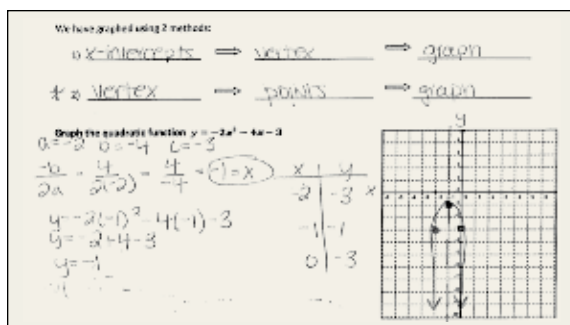 We have graphed using 2 methods:
1) x-intercepts ⟹ vertex ⟹ graph
* 2) vertex ⟹ points ⟹ graph
Graph the quadratic function y = -2x² - 4x - 3
a=-2 b=-4 c=-3
-b/2a = 4/2(-2) = 4/-4 = -1 = x
y=-2(-1)²-4(-1)-3
y=-2+4-3
y=-1
x y
-2 -3
-1 -1
0 -3
y
x